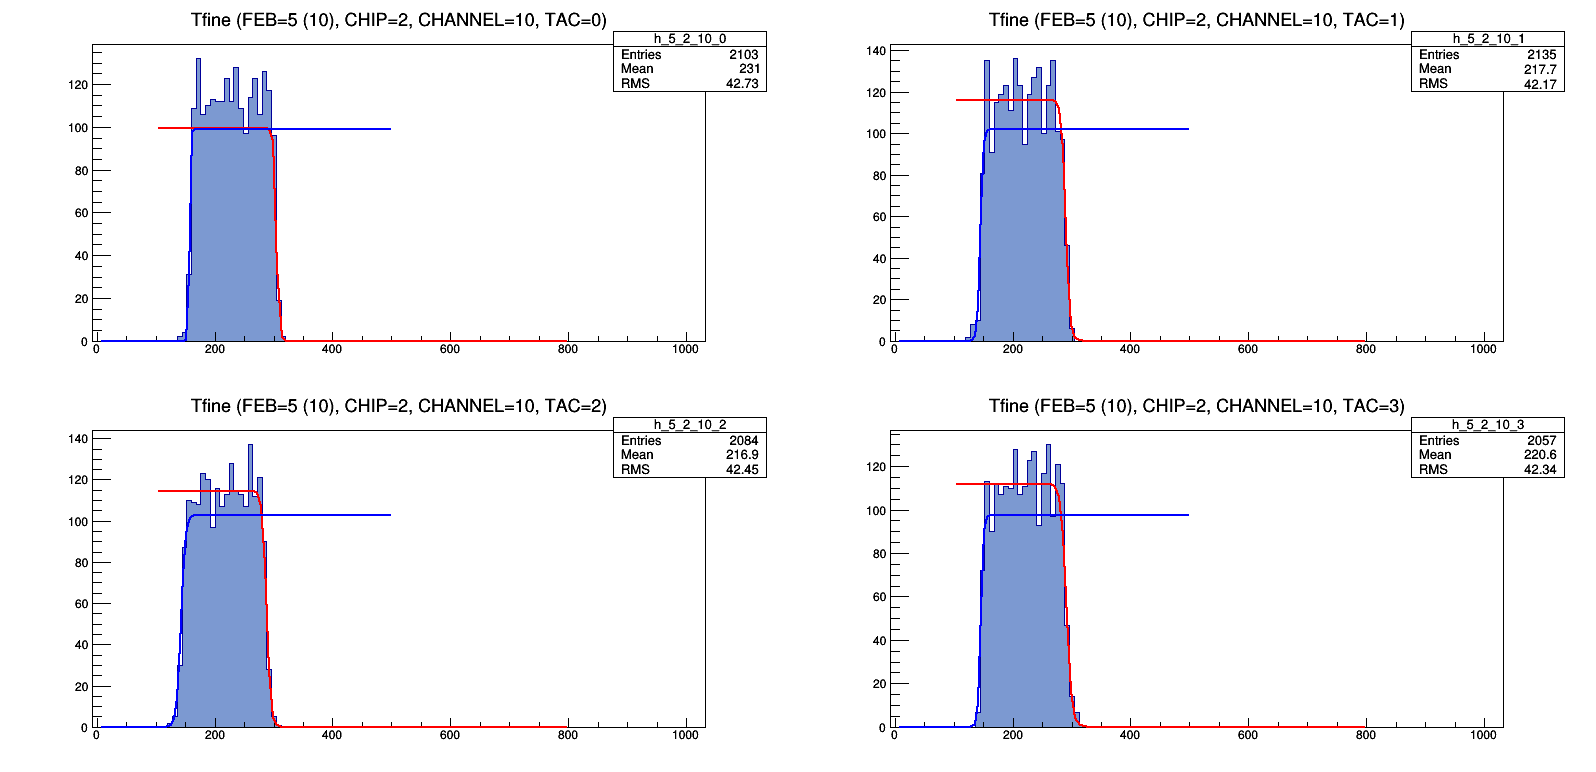 Tfine (FEB=5 (10), CHIP=2, CHANNEL=10, TAC=0)
h_5_2_10_0
Entries 2103
Mean 231
RMS 42.73
120
100
80
60
40
20
0
0 200 400 600 800 1000
Tfine (FEB=5 (10), CHIP=2, CHANNEL=10, TAC=1)
h_5_2_10_1
Entries 2135
Mean 217.7
RMS 42.17
140
120
100
80
60
40
20
0
0 200 400 600 800 1000
Tfine (FEB=5 (10), CHIP=2, CHANNEL=10, TAC=2)
h_5_2_10_2
Entries 2084
Mean 216.9
RMS 42.45
140
120
100
80
60
40
20
0
0 200 400 600 800 1000
Tfine (FEB=5 (10), CHIP=2, CHANNEL=10, TAC=3)
h_5_2_10_3
Entries 2057
Mean 220.6
RMS 42.34
120
100
80
60
40
20
0
0 200 400 600 800 1000